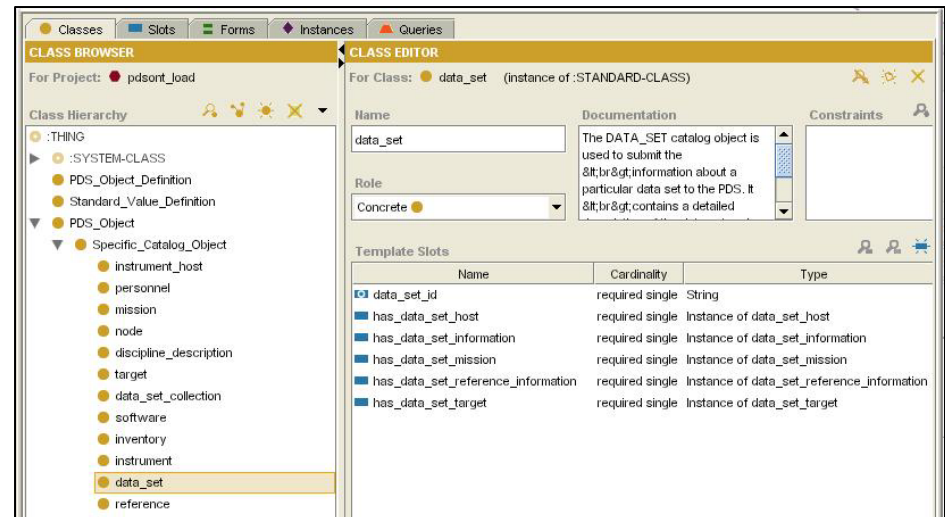 Classes Slots Forms Instances Queries
CLASS BROWSER
For Project: pdsont_load
Class Hierarchy
:THING
:SYSTEM-CLASS
PDS_Object_Definition
Standard_Value_Definition
PDS_Object
Specific_Catalog_Object
instrument_host
personnel
mission
node
discipline_description
target
data_set_collection
software
inventory
instrument
data_set
reference
CLASS EDITOR
For Class: data_set (instance of :STANDARD-CLASS)
Name
data_set
Role
Concrete
Documentation
The DATA_SET catalog object is
used to submit the
&lt;br&gt;information about a
particular data set to the PDS. It
&lt;br&gt;contains a detailed
Constraints
Template Slots
Name Cardinality Type
data_set_id required single String
has_data_set_host required single Instance of data_set_host
has_data_set_information required single Instance of data_set_information
has_data_set_mission required single Instance of data_set_mission
has_data_set_reference_information required single Instance of data_set_reference_information
has_data_set_target required single Instance of data_set_target